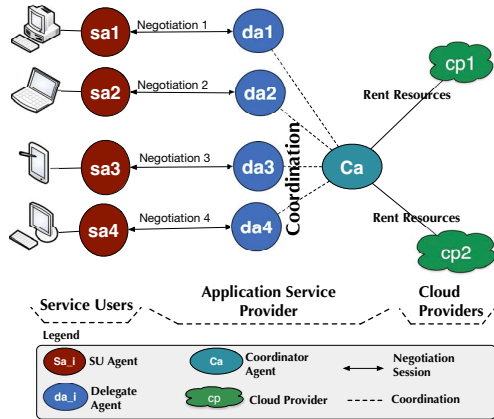 sa1
Negotiation 1
da1
sa2
Negotiation 2
da2
sa3
Negotiation 3
da3
sa4
Negotiation 4
da4
Coordination
Ca
cp1
Rent Resources
Rent Resources
cp2
Service Users
Application Service
Provider
Cloud
Providers
Legend
Sa_i
SU Agent
Ca
Coordinator
Agent
Negotiation
Session
da_i
Delegate
Agent
cp
Cloud Provider
Coordination